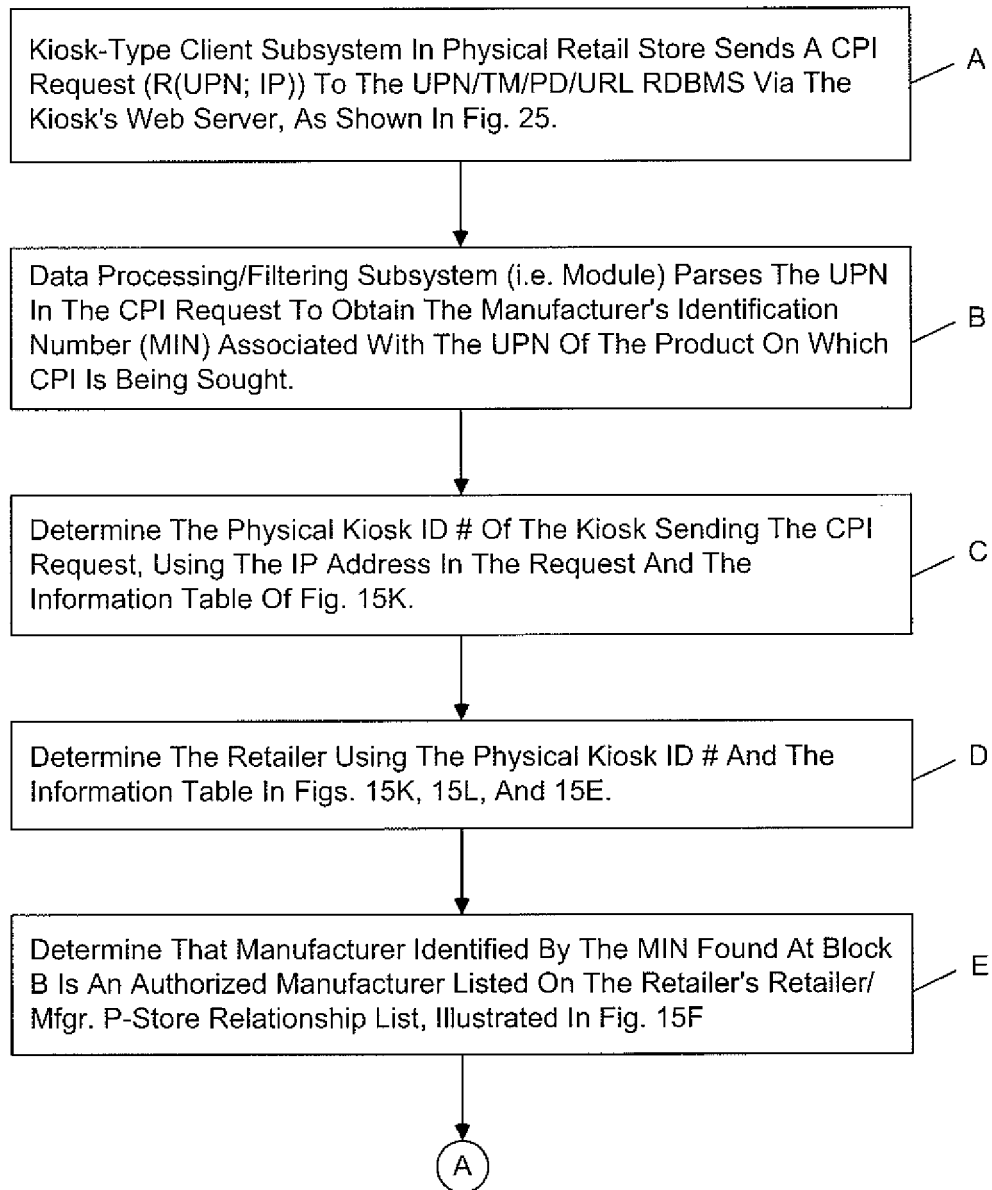 Kiosk-Type Client Subsystem In Physical Retail Store Sends A CPI
Request (R(UPN; IP)) To The UPN/TM/PD/URL RDBMS Via The
Kiosk's Web Server, As Shown In Fig. 25.
A
Data Processing/Filtering Subsystem (i.e. Module) Parses The UPN
In The CPI Request To Obtain The Manufacturer's Identification
Number (MIN) Associated With The UPN Of The Product On Which
CPI Is Being Sought.
B
Determine The Physical Kiosk ID # Of The Kiosk Sending The CPI
Request, Using The IP Address In The Request And The
Information Table Of Fig. 15K.
C
Determine The Retailer Using The Physical Kiosk ID # And The
Information Table In Figs. 15K, 15L, And 15E.
D
Determine That Manufacturer Identified By The MIN Found At Block
B Is An Authorized Manufacturer Listed On The Retailer's Retailer/
Mfgr. P-Store Relationship List, Illustrated In Fig. 15F
E
A